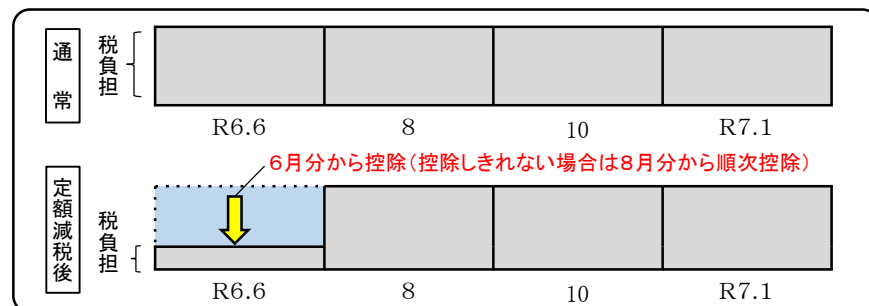 通常
税負担
R6.6 8 10 R7.1
6月分から控除(控除しきれない場合は8月分から順次控除)
定額減税後
税負担
R6.6 8 10 R7.1